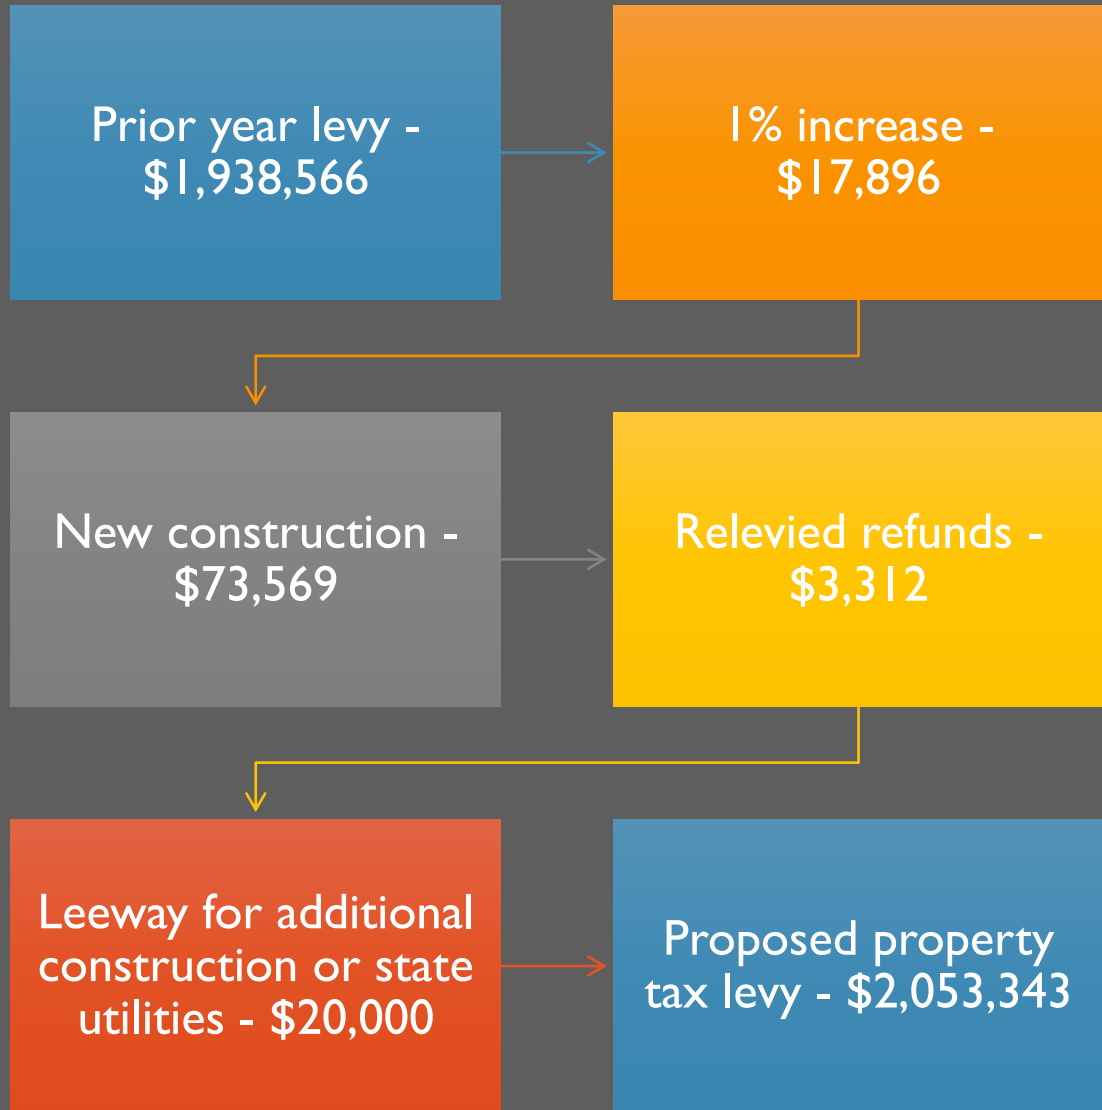 Prior year levy -
$1,938,566
1% increase -
$17,896
New construction -
$73,569
Relevied refunds -
$3,312
Leeway for additional
construction or state
utilities - $20,000
Proposed property
tax levy - $2,053,343